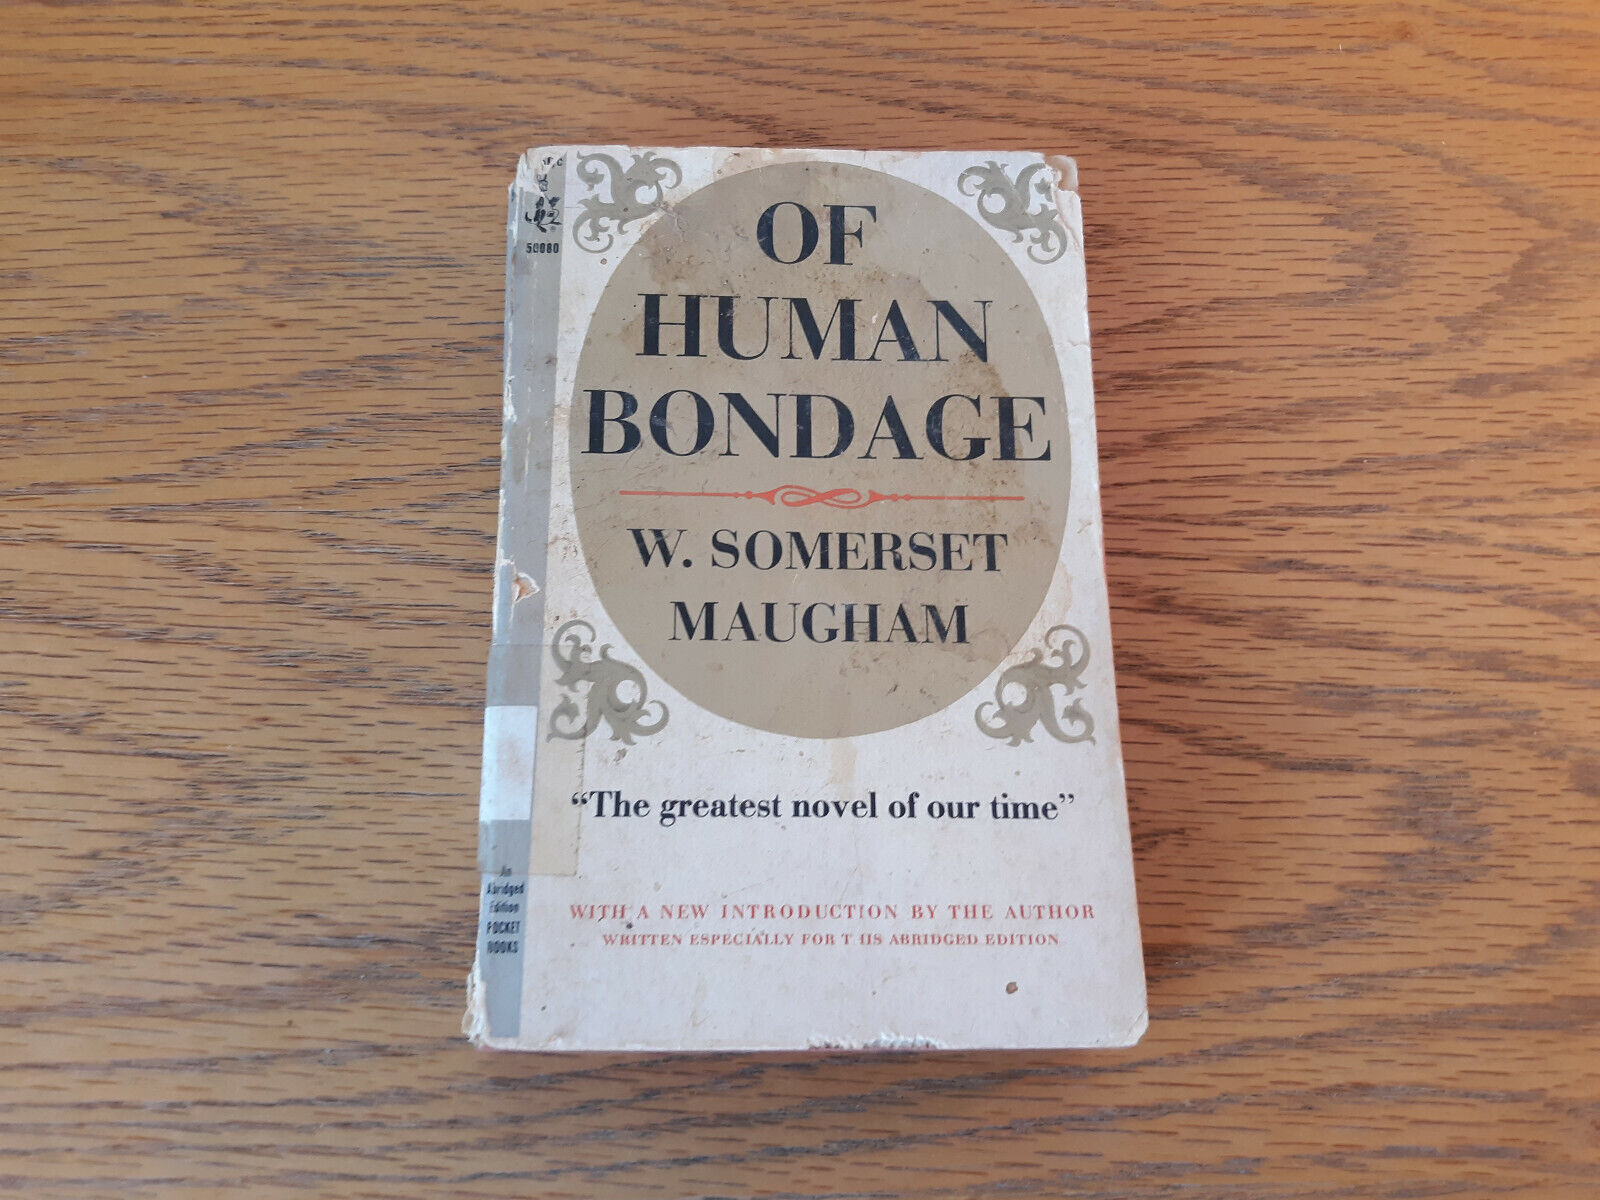 50080
OF
HUMAN
BONDAGE
W. SOMERSET
MAUGHAM
“The greatest novel of our time”
WITH A NEW INTRODUCTION BY THE AUTHOR
WRITTEN ESPECIALLY FOR THIS ABRIDGED EDITION
An
Abridged
Edition
POCKET
BOOKS